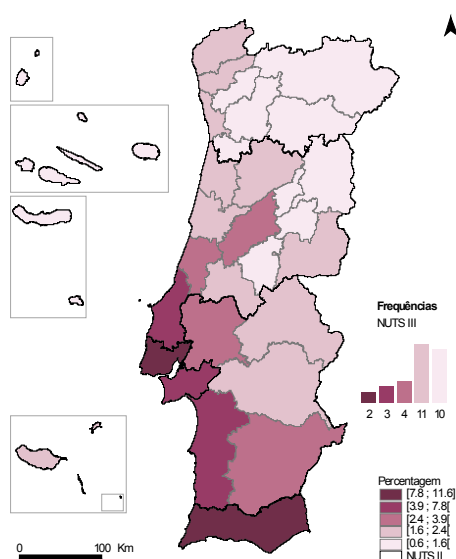 Frequências
NUTS III
2 3 4 11 10
Percentagem
[7.8 ; 11.6]
[3.9 ; 7.8[
[2.4 ; 3.9[
[1.6 ; 2.4[
[0.6 ; 1.6[
NUTS II
0 100 Km